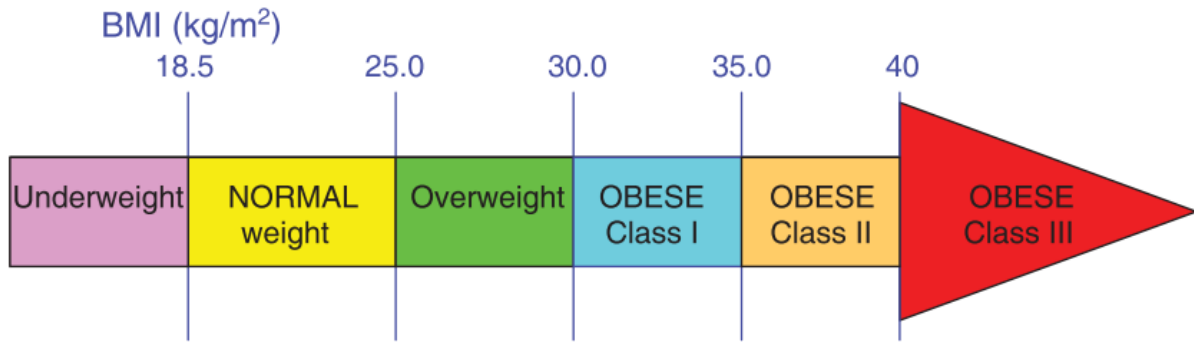 BMI (kg/m²)
18.5 25.0 30.0 35.0 40
Underweight NORMAL weight Overweight OBESE Class I OBESE Class II OBESE Class III